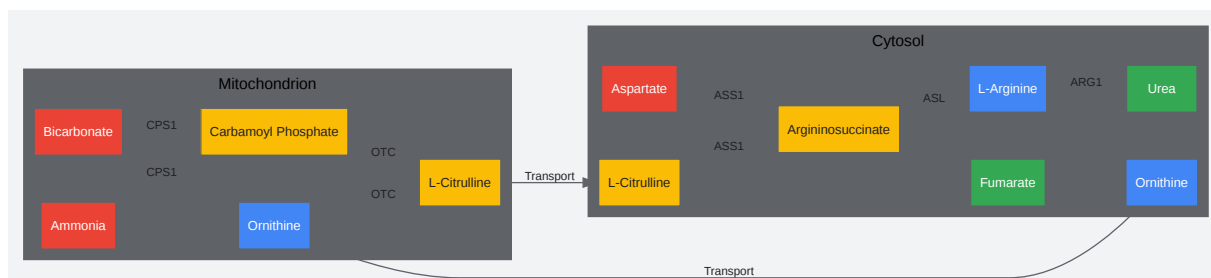 Mitochondrion
Bicarbonate
CPS1
Carbamoyl Phosphate
CPS1
OTC
OTC
L-Citrulline
Ammonia
Ornithine
Transport
Cytosol
Aspartate
ASS1
ASS1
L-Citrulline
Argininosuccinate
ASL
L-Arginine
ARG1
Urea
Fumarate
Ornithine
Transport